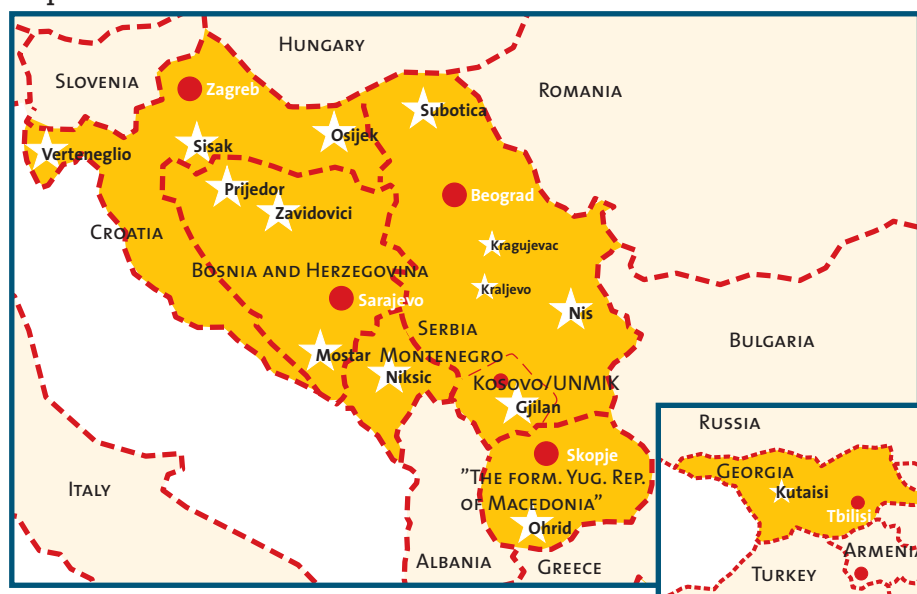 HUNGARY
SLOVENIA
ROMANIA
Zagreb
Subotica
Osijek
Sisak
Verteneglio
Prijedor
Beograd
Zavidovici
CROATIA
Kragujevac
BOSNIA AND HERZEGOVINA
Kraljevo
Sarajevo
Nis
SERBIA
BULGARIA
Mostar
MONTENEGRO
Niksic
KOSOVO/UNMIK
Gjilan
Skopje
"THE FORM. YUG. REP.
OF MACEDONIA"
ITALY
Ohrid
ALBANIA
GREECE
RUSSIA
GEORGIA
Kutaisi
Tbilisi
ARMENIA
TURKEY